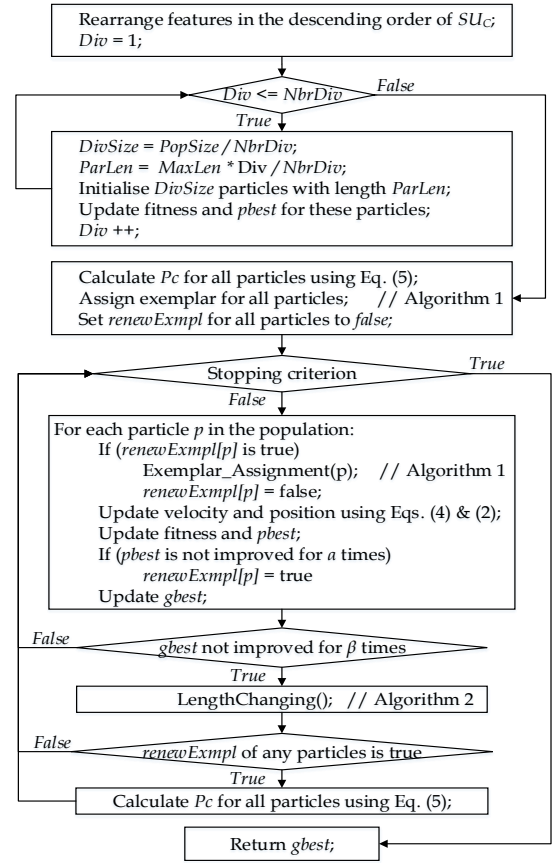 Rearrange features in the descending order of SU_C;
Div = 1;
Div <= NbrDiv
False
True
DivSize = PopSize / NbrDiv;
ParLen = MaxLen * Div / NbrDiv;
Initialise DivSize particles with length ParLen;
Update fitness and pbest for these particles;
Div ++;
Calculate Pc for all particles using Eq. (5);
Assign exemplar for all particles; // Algorithm 1
Set renewExmpl for all particles to false;
Stopping criterion
True
False
For each particle p in the population:
If (renewExmpl[p] is true)
Exemplar_Assignment(p); // Algorithm 1
renewExmpl[p] = false;
Update velocity and position using Eqs. (4) & (2);
Update fitness and pbest;
If (pbest is not improved for a times)
renewExmpl[p] = true
Update gbest;
False
gbest not improved for β times
True
LengthChanging(); // Algorithm 2
False
renewExmpl of any particles is true
True
Calculate Pc for all particles using Eq. (5);
Return gbest;